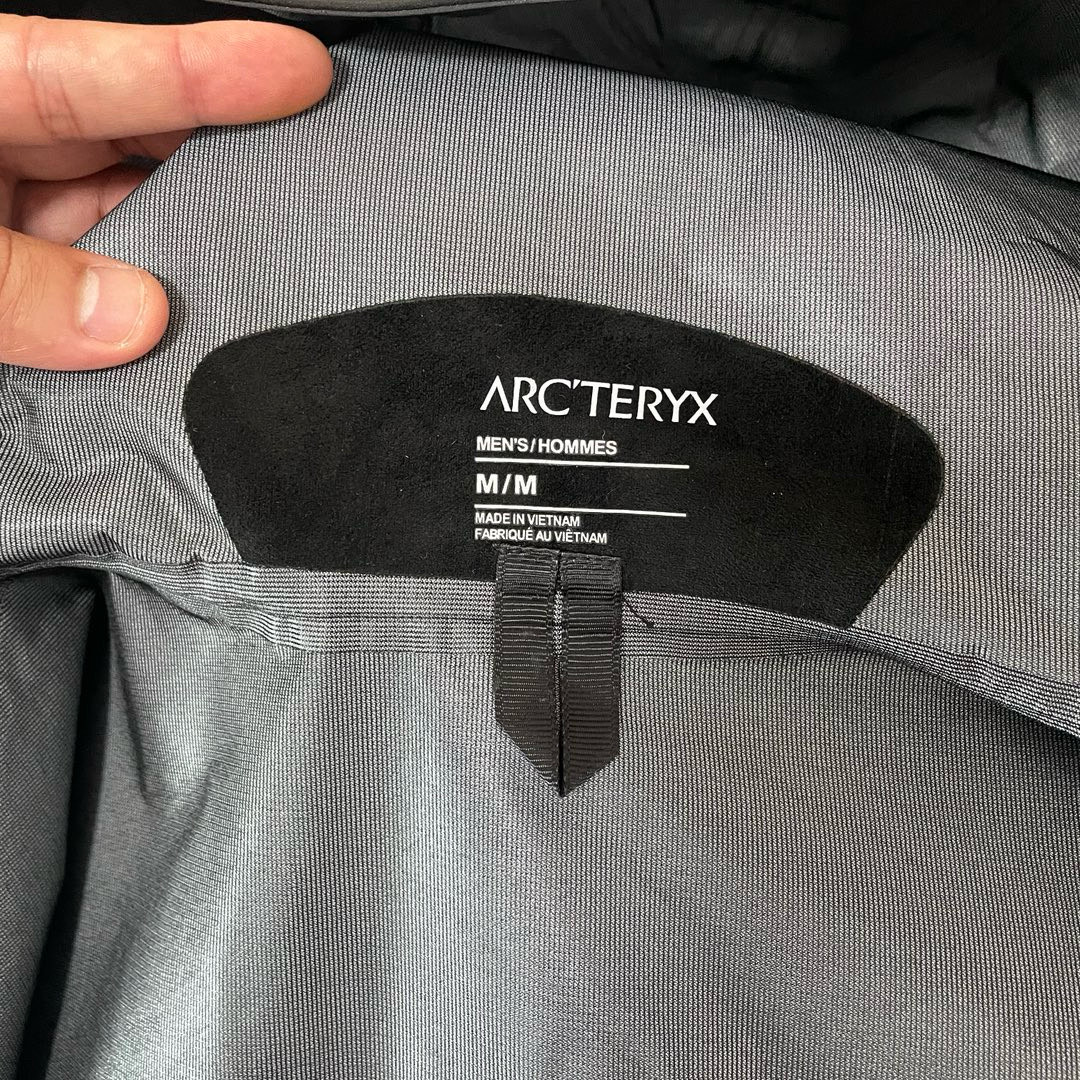 ARC'TERYX
MEN'S/HOMMES
M/M
MADE IN VIETNAM
FABRIQUÉ AU VIÊTNAM